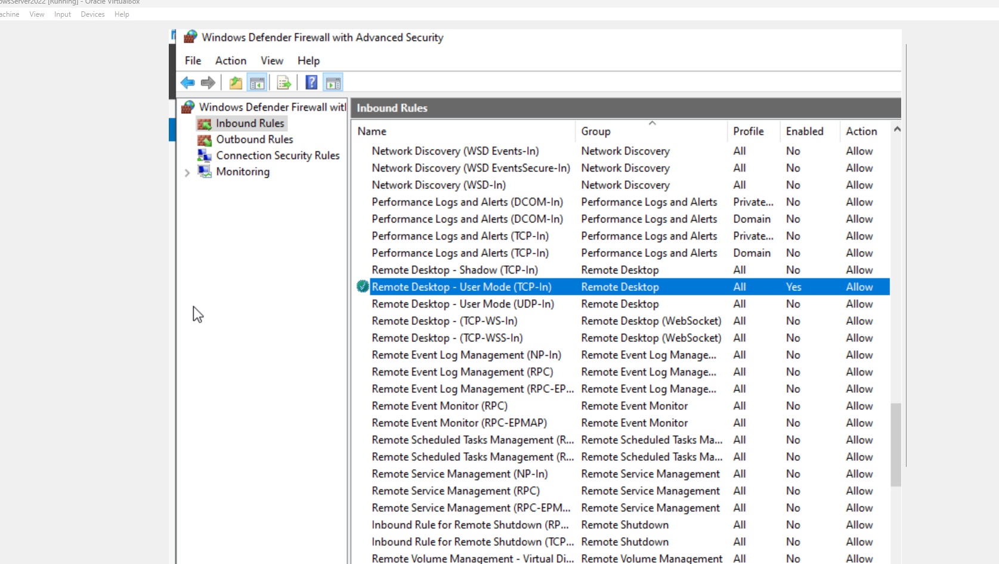 owsServer2022 [Running] - Oracle VirtualBox
achine View Input Devices Help
Windows Defender Firewall with Advanced Security
File Action View Help
Windows Defender Firewall with
Inbound Rules
Outbound Rules
Connection Security Rules
Monitoring
Inbound Rules
Name Group Profile Enabled Action
Network Discovery (WSD Events-In) Network Discovery All No Allow
Network Discovery (WSD EventsSecure-In) Network Discovery All No Allow
Network Discovery (WSD-In) Network Discovery All No Allow
Performance Logs and Alerts (DCOM-In) Performance Logs and Alerts Private... No Allow
Performance Logs and Alerts (DCOM-In) Performance Logs and Alerts Domain No Allow
Performance Logs and Alerts (TCP-In) Performance Logs and Alerts Private... No Allow
Performance Logs and Alerts (TCP-In) Performance Logs and Alerts Domain No Allow
Remote Desktop - Shadow (TCP-In) Remote Desktop All No Allow
Remote Desktop - User Mode (TCP-In) Remote Desktop All Yes Allow
Remote Desktop - User Mode (UDP-In) Remote Desktop All No Allow
Remote Desktop - (TCP-WS-In) Remote Desktop (WebSocket) All No Allow
Remote Desktop - (TCP-WSS-In) Remote Desktop (WebSocket) All No Allow
Remote Event Log Management (NP-In) Remote Event Log Manage... All No Allow
Remote Event Log Management (RPC) Remote Event Log Manage... All No Allow
Remote Event Log Management (RPC-EP... Remote Event Log Manage... All No Allow
Remote Event Monitor (RPC) Remote Event Monitor All No Allow
Remote Event Monitor (RPC-EPMAP) Remote Event Monitor All No Allow
Remote Scheduled Tasks Management (R... Remote Scheduled Tasks Ma... All No Allow
Remote Scheduled Tasks Management (R... Remote Scheduled Tasks Ma... All No Allow
Remote Service Management (NP-In) Remote Service Management All No Allow
Remote Service Management (RPC) Remote Service Management All No Allow
Remote Service Management (RPC-EPM... Remote Service Management All No Allow
Inbound Rule for Remote Shutdown (RP... Remote Shutdown All No Allow
Inbound Rule for Remote Shutdown (TCP... Remote Shutdown All No Allow
Remote Volume Management - Virtual Di... Remote Volume Management All No Allow